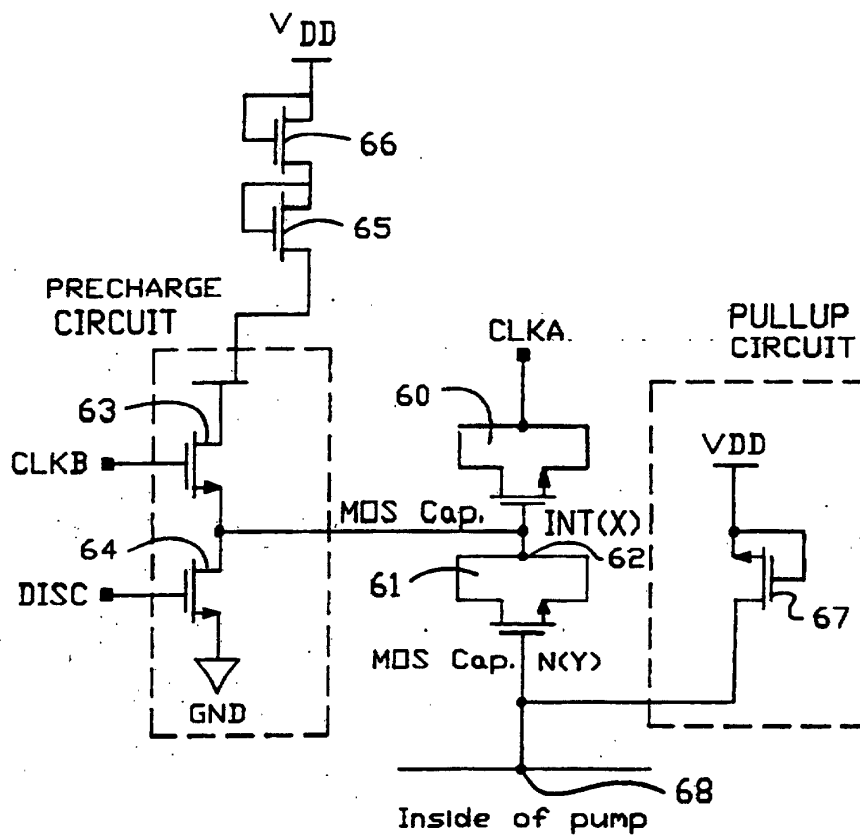 VDD
66
65
PRECHARGE
CIRCUIT
CLKA
PULLUP
CIRCUIT
60
63
VDD
CLKB
MOS Cap.
INT(X)
64
62
61
DISC
67
MOS Cap. N(Y)
GND
68
Inside of pump